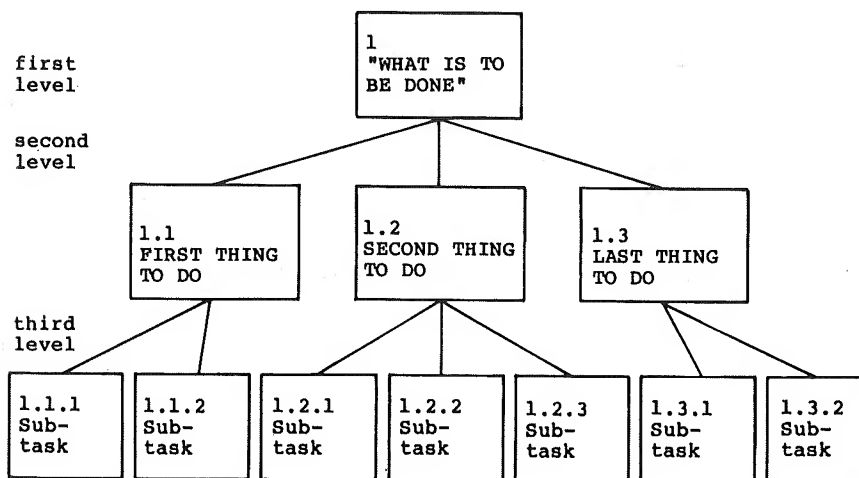 first
level
1
"WHAT IS TO
BE DONE"
second
level
1.1
FIRST THING
TO DO
1.2
SECOND THING
TO DO
1.3
LAST THING
TO DO
third
level
1.1.1
Sub-
task
1.1.2
Sub-
task
1.2.1
Sub-
task
1.2.2
Sub-
task
1.2.3
Sub-
task
1.3.1
Sub-
task
1.3.2
Sub-
task